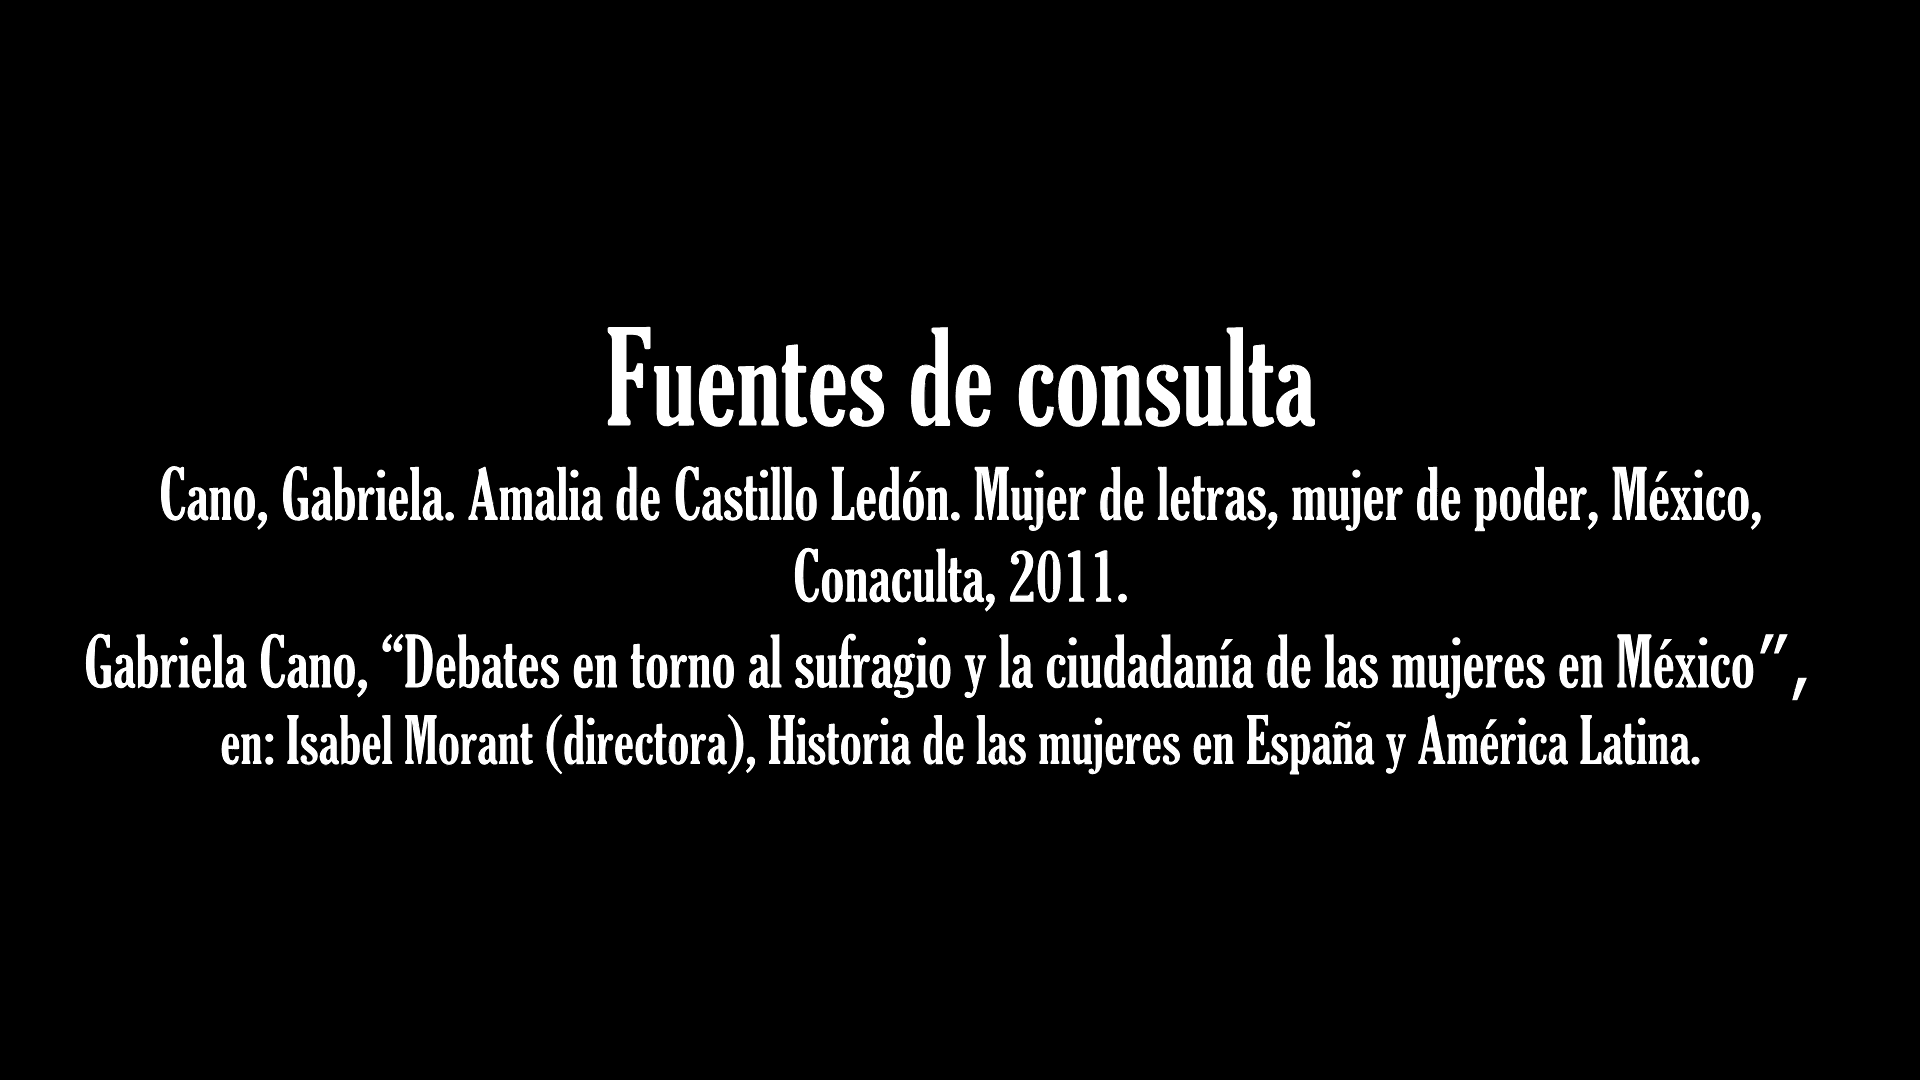 Fuentes de consulta
Cano, Gabriela. Amalia de Castillo Ledón. Mujer de letras, mujer de poder, México,
Conaculta, 2011.
Gabriela Cano, “Debates en torno al sufragio y la ciudadanía de las mujeres en México”,
en: Isabel Morant (directora), Historia de las mujeres en España y América Latina.